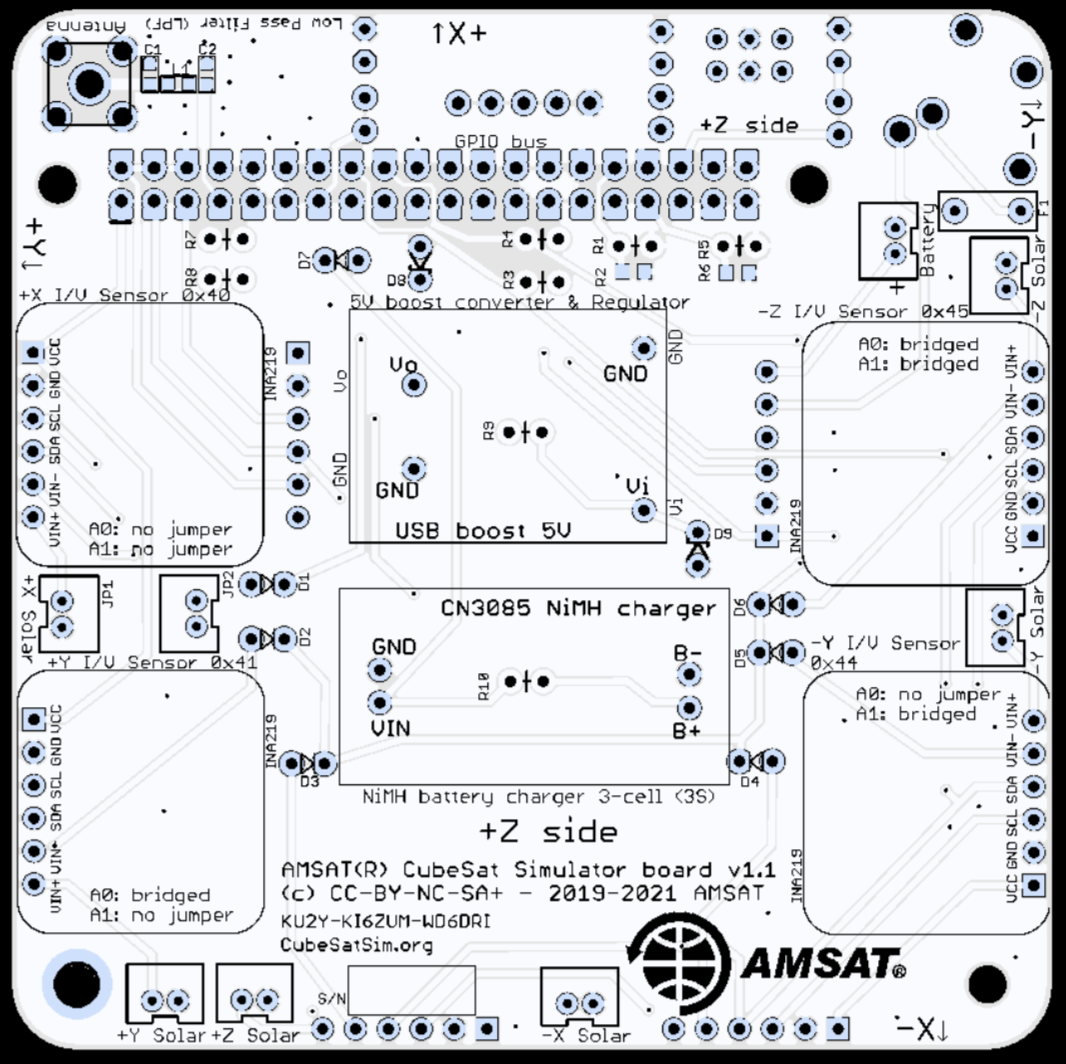 Antenna
Low Pass Filter (LPF)
↑X+
C1
C2
L1
+Z side
-Y↓
GPIO bus
+Y↓
R7
R8
D7
D8
R4
R3
R1
R2
R5
R6
Battery
+
F1
-Z Solar
+X I/V Sensor 0x40
5V boost converter & Regulator
-Z I/V Sensor 0x45
VCC GND SCL SDA VIN- VIN+
INA219
A0: no jumper
A1: no jumper
Vo
Vo
GND
GND
R9
GND
GND
Vi
Vi
USB boost 5V
D9
A0: bridged
A1: bridged
VIN+ VIN- SDA SCL GND VCC
INA219
X+ Solar
JP1
JP2
D1
D2
+Y I/V Sensor 0x41
CN3085 NiMH charger
GND
VIN
R10
B-
B+
D6
D5
-Y I/V Sensor
0x44
-Y Solar
VCC GND SCL SDA VIN- VIN+
INA219
A0: bridged
A1: no jumper
D3
D4
NiMH battery charger 3-cell (3S)
A0: no jumper
A1: bridged
VIN+ VIN- SDA SCL GND VCC
INA219
+Z side
AMSAT(R) CubeSat Simulator board v1.1
(c) CC-BY-NC-SA+ - 2019-2021 AMSAT
KU2Y-KI6ZUM-WD6DRI
CubeSatSim.org
AMSAT®
S/N
+Y Solar
+Z Solar
-X Solar
-X↓